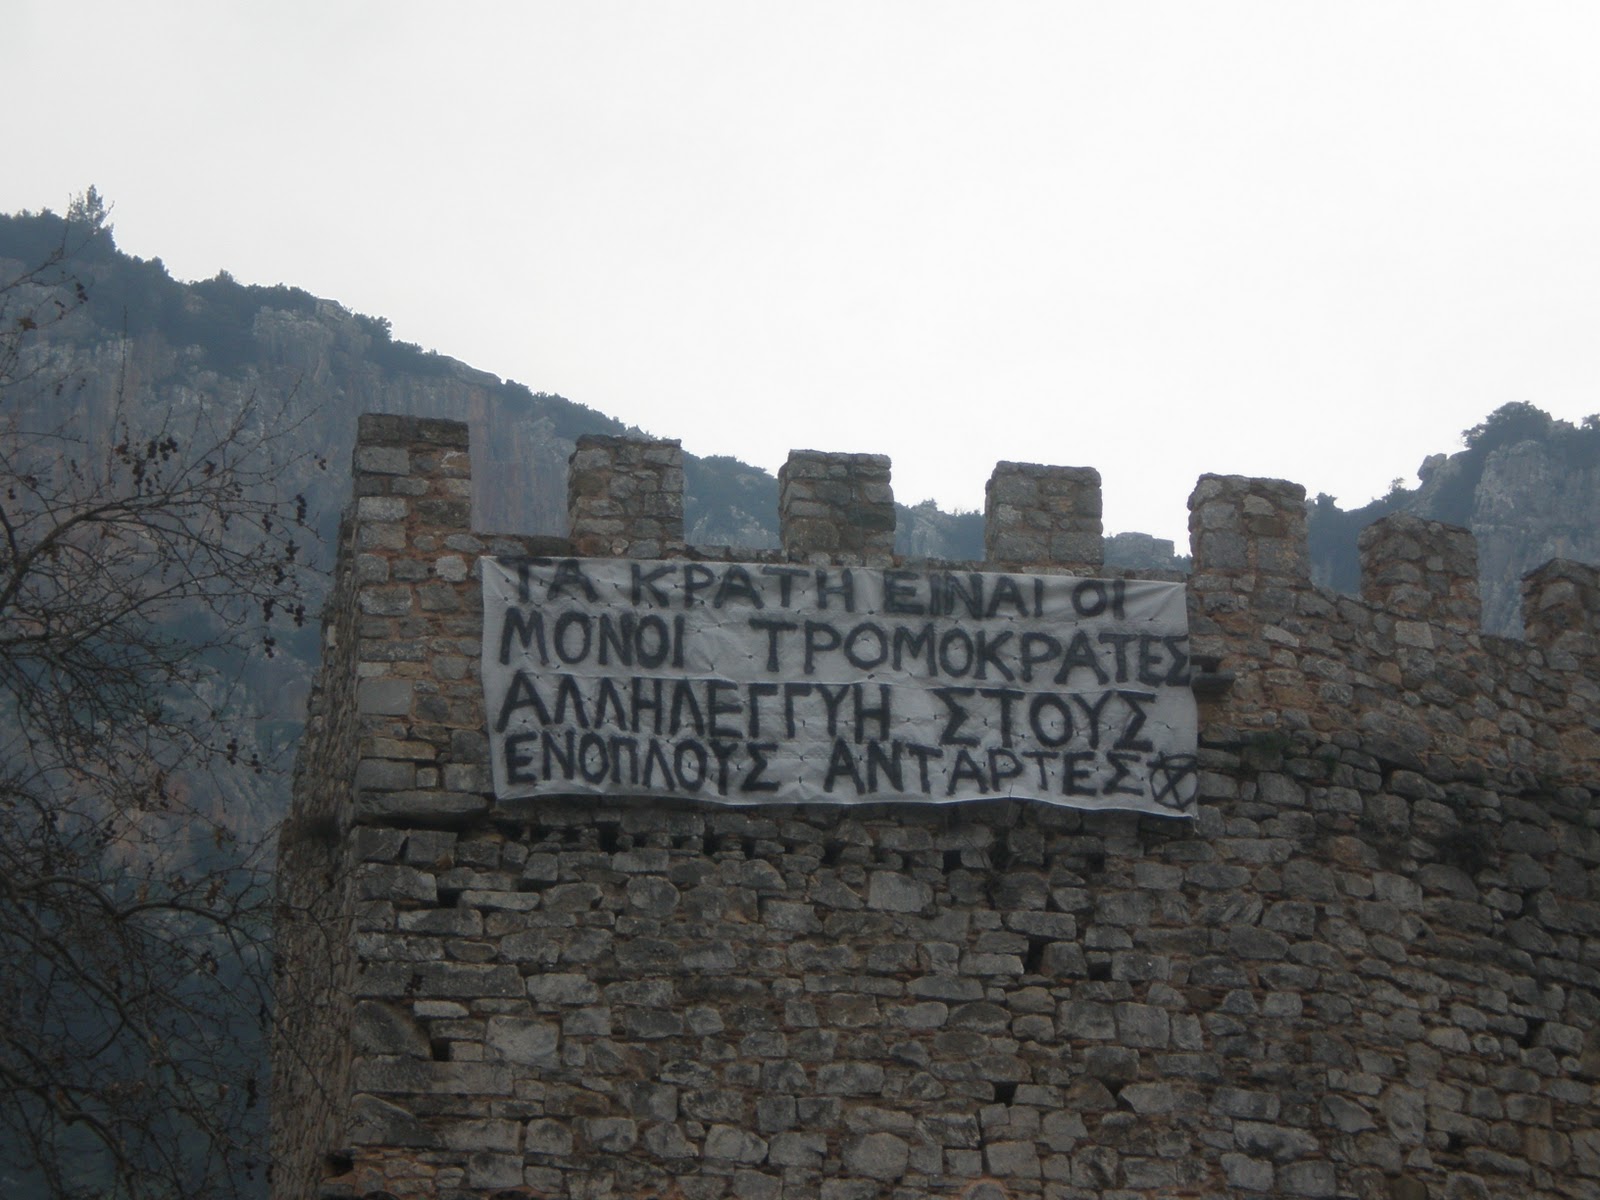 ΤΑ ΚΡΑΤΗ ΕΙΝΑΙ ΟΙ
ΜΟΝΟΙ ΤΡΟΜΟΚΡΑΤΕΣ
ΑΛΛΗΛΕΓΓΥΗ ΣΤΟΥΣ
ΕΝΟΠΛΟΥΣ ΑΝΤΑΡΤΕΣ